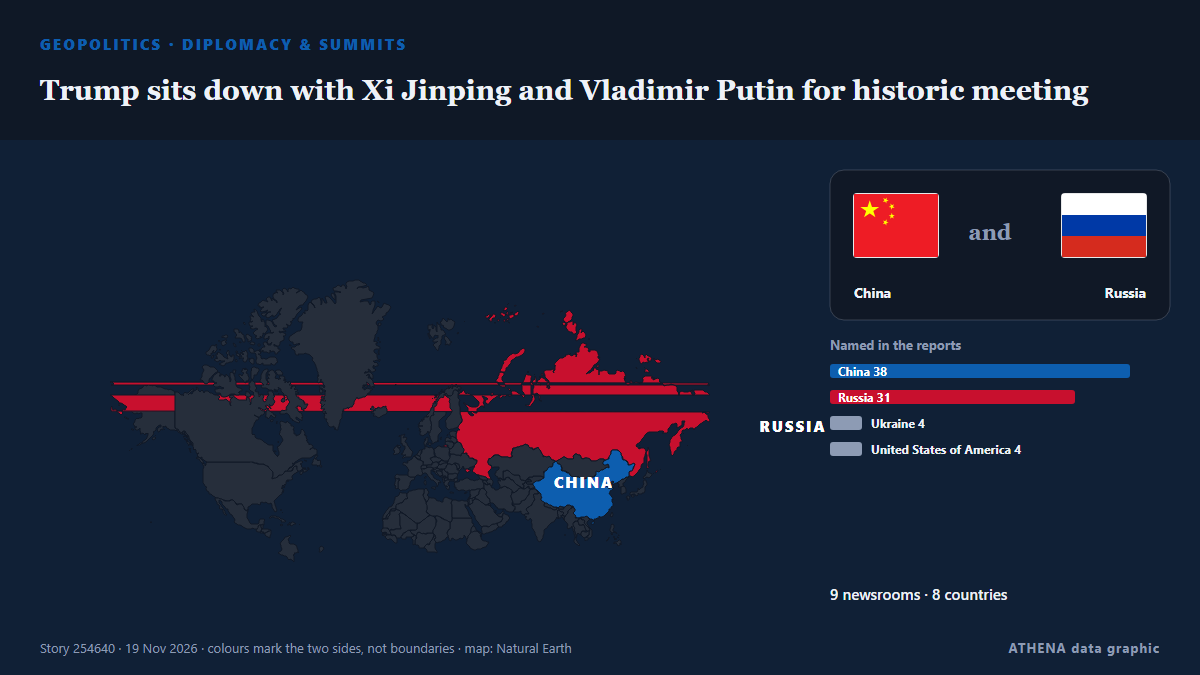 GEOPOLITICS · DIPLOMACY & SUMMITS
Trump sits down with Xi Jinping and Vladimir Putin for historic meeting
and
China
Russia
Named in the reports
China 38
Russia 31
Ukraine 4
United States of America 4
RUSSIA
CHINA
9 newsrooms · 8 countries
Story 254640 · 19 Nov 2026 · colours mark the two sides, not boundaries · map: Natural Earth
ATHENA data graphic